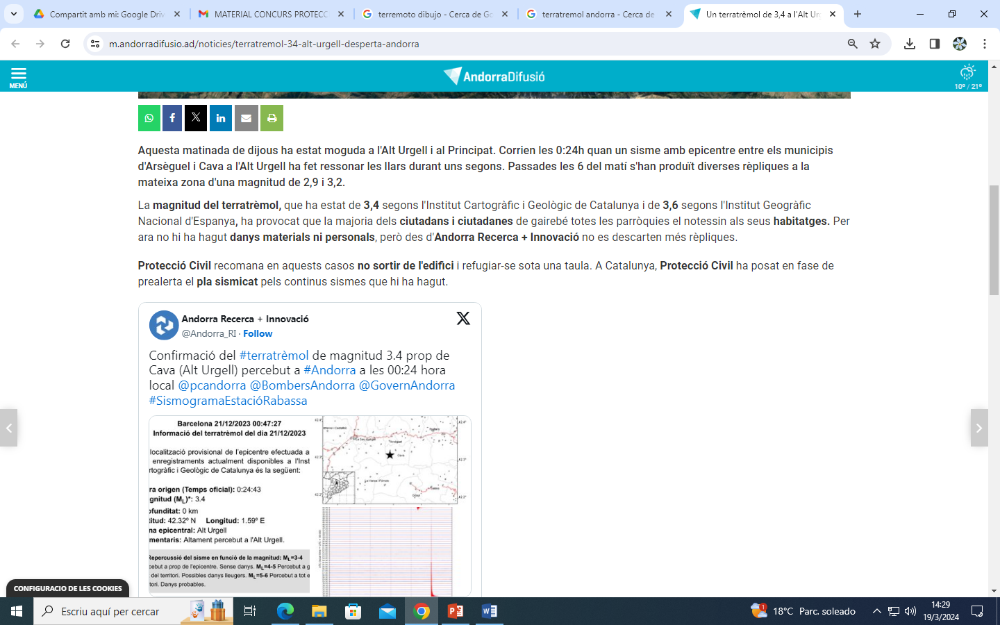 Compartit amb mi: Google Driv
MATERIAL CONCURS PROTECC
terremoto dibujo - Cerca de Go
terratremol andorra - Cerca de
Un terratrèmol de 3,4 a l'Alt Urg
m.andorradifusio.ad/noticies/terratremol-34-alt-urgell-desperta-andorra
MENÚ
AndorraDifusió
10º / 21º
Aquesta matinada de dijous ha estat moguda a l'Alt Urgell i al Principat. Corrien les 0:24h quan un sisme amb epicentre entre els municipis
d'Arsèguel i Cava a l'Alt Urgell ha fet ressonar les llars durant uns segons. Passades les 6 del matí s'han produït diverses rèpliques a la
mateixa zona d'una magnitud de 2,9 i 3,2.
La magnitud del terratrèmol, que ha estat de 3,4 segons l'Institut Cartogràfic i Geològic de Catalunya i de 3,6 segons l'Institut Geogràfic
Nacional d'Espanya, ha provocat que la majoria dels ciutadans i ciutadanes de gairebé totes les parròquies el notessin als seus habitatges. Per
ara no hi ha hagut danys materials ni personals, però des d'Andorra Recerca + Innovació no es descarten més rèpliques.
Protecció Civil recomana en aquests casos no sortir de l'edifici i refugiar-se sota una taula. A Catalunya, Protecció Civil ha posat en fase de
prealerta el pla sismicat pels continus sismes que hi ha hagut.
Andorra Recerca + Innovació
@Andorra_RI · Follow
Confirmació del #terratrèmol de magnitud 3.4 prop de
Cava (Alt Urgell) percebut a #Andorra a les 00:24 hora
local @pcandorra @BombersAndorra @GovernAndorra
#SismogramaEstacióRabassa
Barcelona 21/12/2023 00:47:27
Informació del terratrèmol del dia 21/12/2023
localització provisional de l'epicentre efectuada a
enregistraments actualment disponibles a l'Inst
rtogràfic i Geològic de Catalunya és la següent:
ra origen (Temps oficial): 0:24:43
gnitud (ML)*: 3.4
ofunditat: 0 km
titud: 42.32º N Longitud: 1.59º E
na epicentral: Alt Urgell
mentaris: Altament percebut a l'Alt Urgell.
Repercussió del sisme en funció de la magnitud: ML=3-4
cebut a prop de l'epicentre. Sense danys. ML=4-5 Percebut a g
del territori. Possibles danys lleugers. ML=5-6 Percebut a tot e
itori. Danys probables.
Cava
CONFIGURACIO DE LES COOKIES
Escriu aquí per cercar
1
18°C Parc. soleado
14:29
19/3/2024